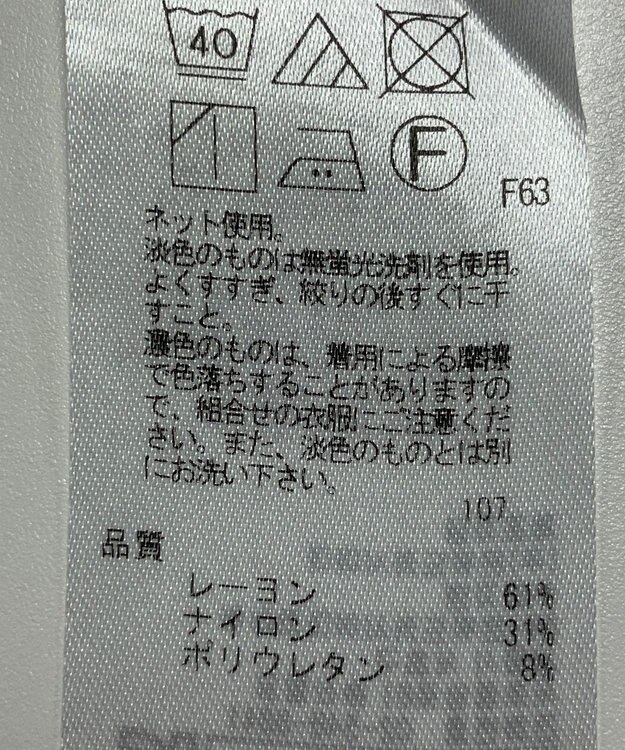 40
F
F63
ネット使用。
淡色のものは無蛍光洗剤を使用。
よくすすぎ、絞りの後すぐに干
すこと。
濃色のものは、着用による摩擦
で色落ちすることがありますの
で、組合せの衣服にご注意くだ
さい。また、淡色のものとは別
にお洗い下さい。
107
品質
レーヨン 61%
ナイロン 31%
ポリウレタン 8%